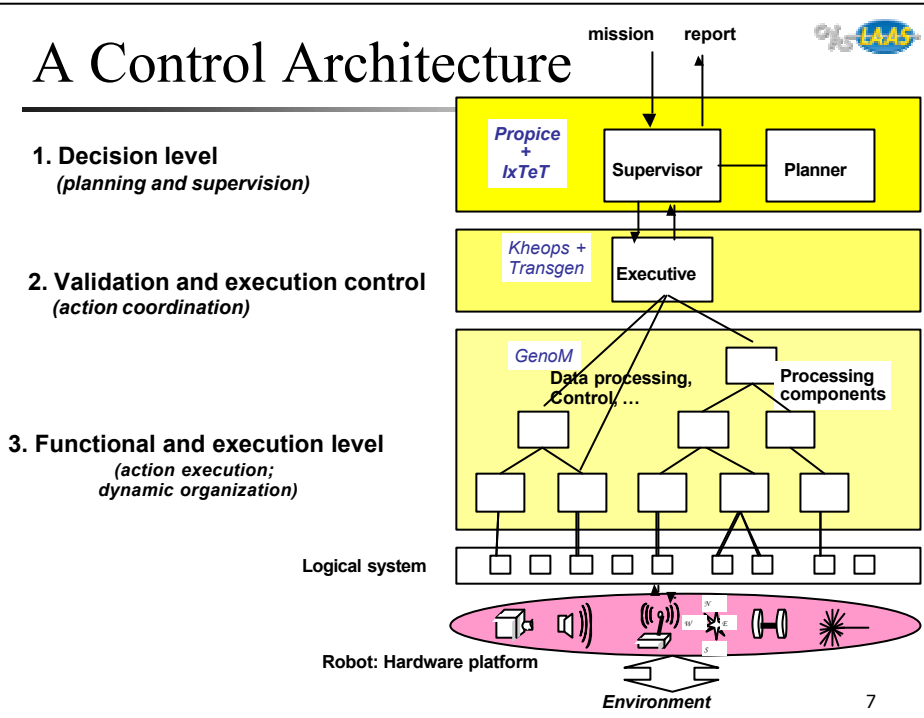 A Control Architecture
mission report
LAAS
1. Decision level
(planning and supervision)
Propice
+
IxTeT
Supervisor
Planner
2. Validation and execution control
(action coordination)
Kheops +
Transgen
Executive
3. Functional and execution level
(action execution;
dynamic organization)
GenoM
Data processing,
Control, …
Processing
components
Logical system
N
W E
S
Robot: Hardware platform
Environment
7